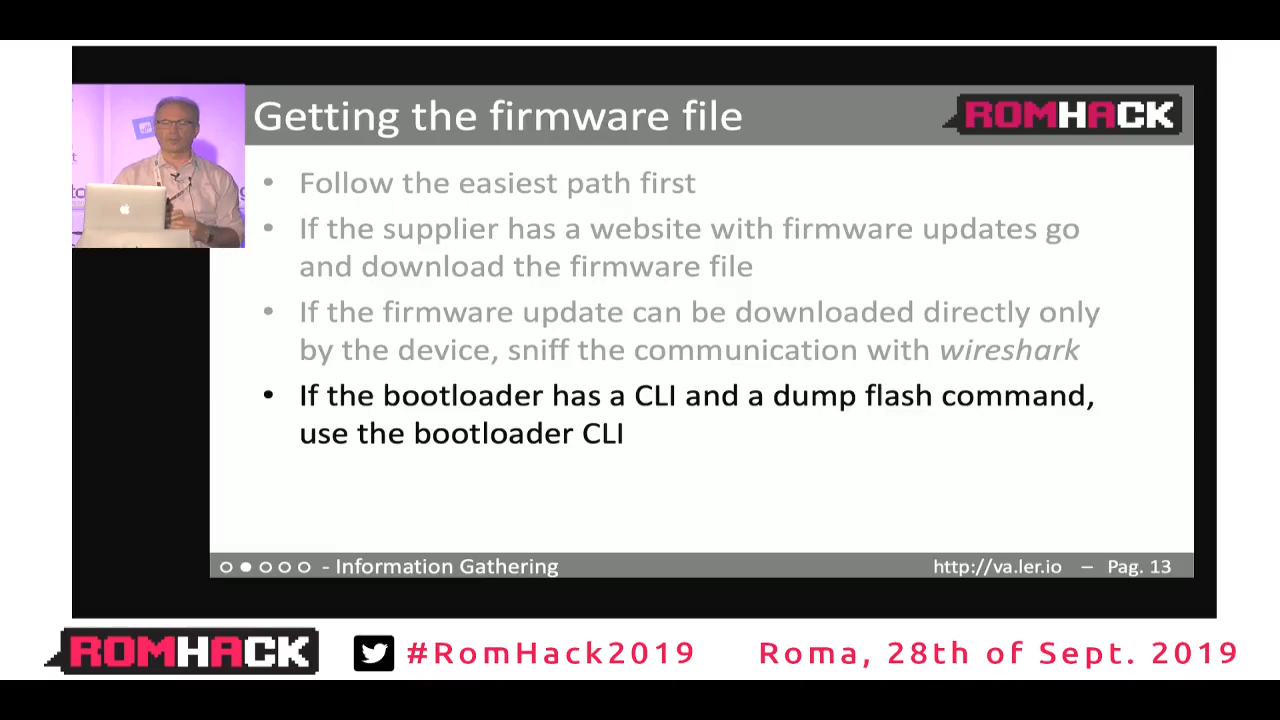 Getting the firmware file
ROMHACK
• Follow the easiest path first
• If the supplier has a website with firmware updates go
and download the firmware file
• If the firmware update can be downloaded directly only
by the device, sniff the communication with wireshark
• If the bootloader has a CLI and a dump flash command,
use the bootloader CLI
- Information Gathering
http://va.ler.io – Pag. 13
ROMHACK
#RomHack2019
Roma, 28th of Sept. 2019